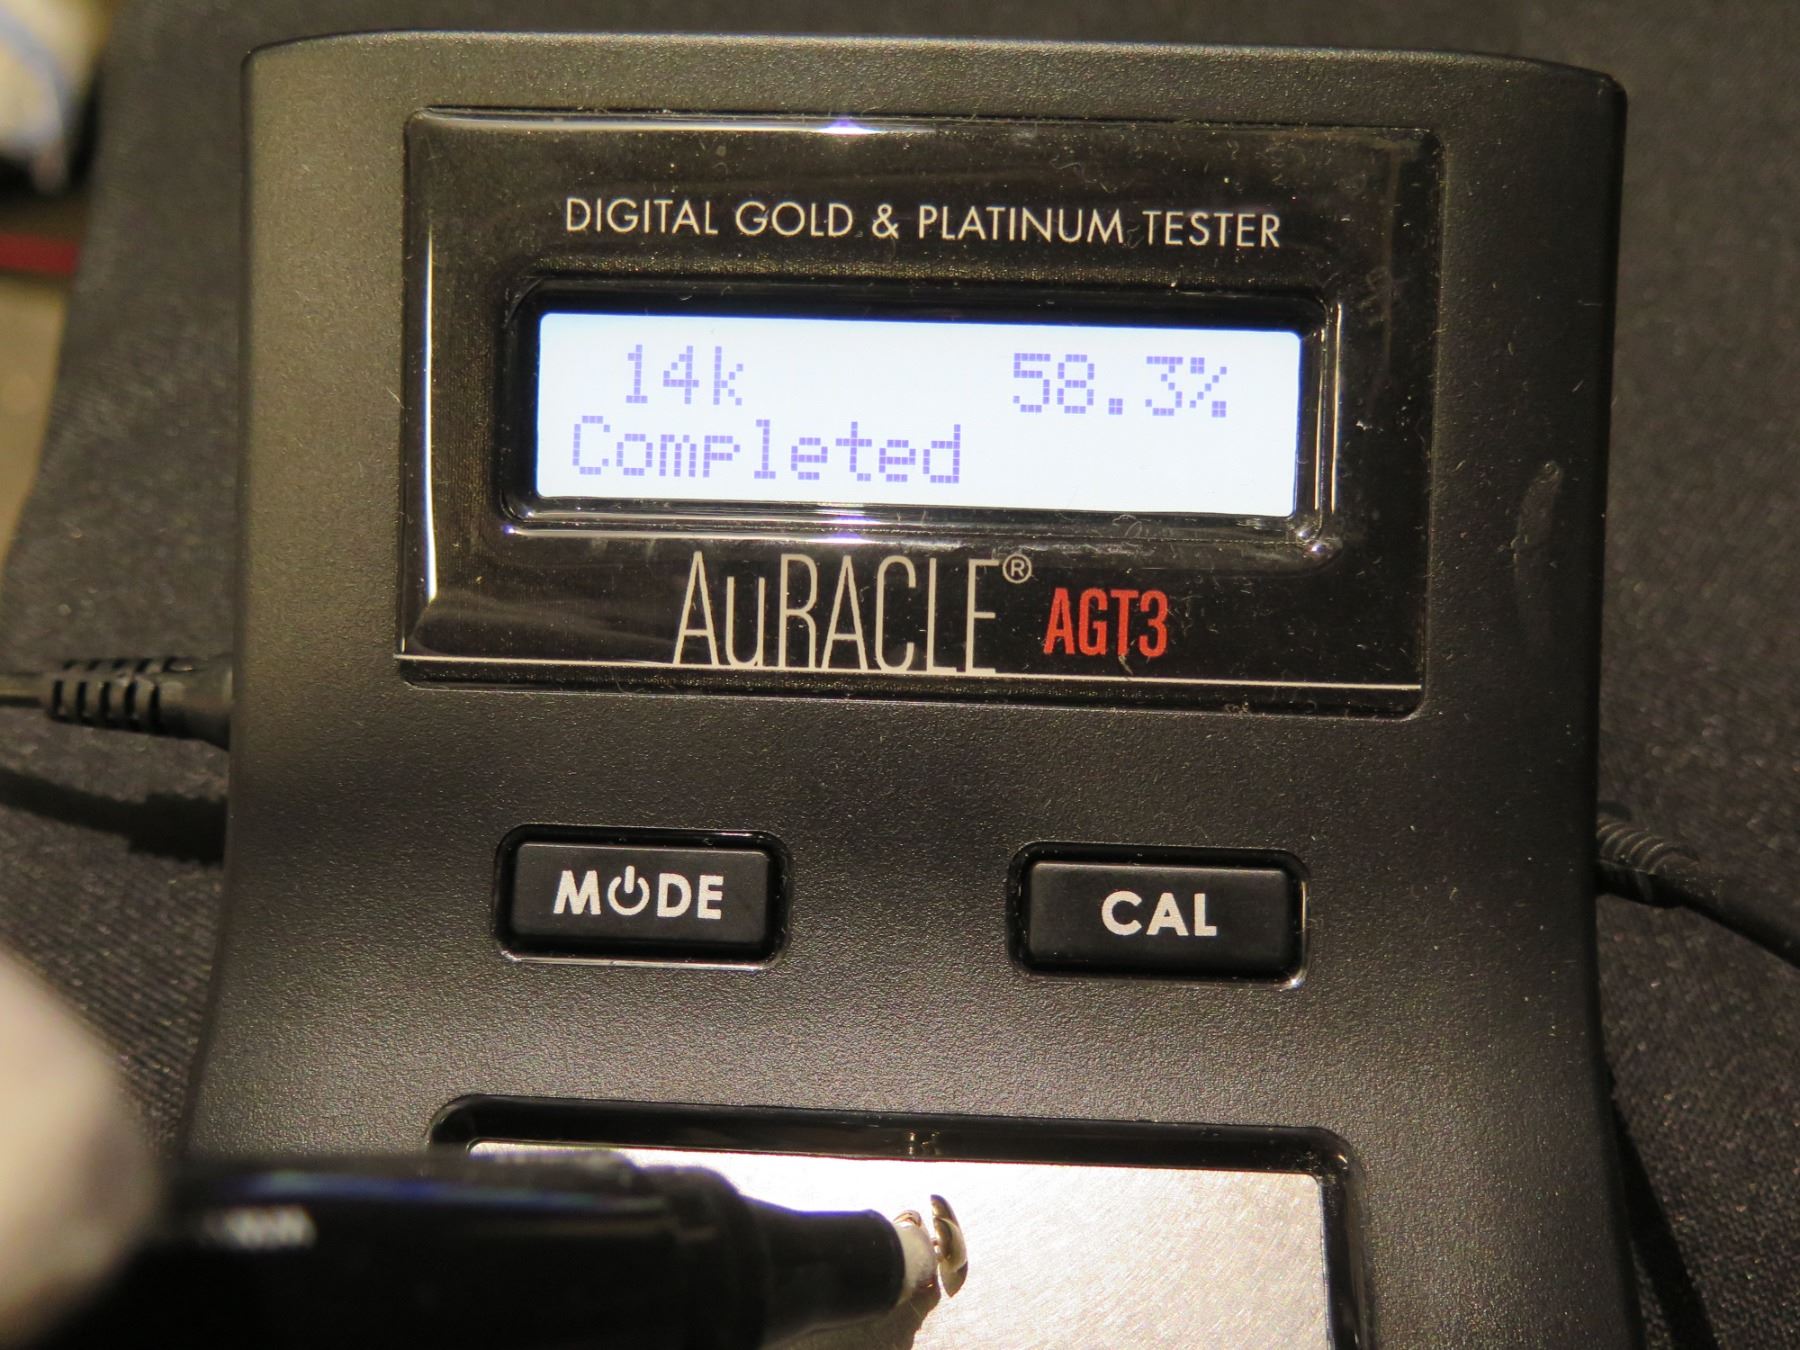 DIGITAL GOLD & PLATINUM TESTER
14k 58.3%
Completed
AuRACLE® AGT3
MODE CAL